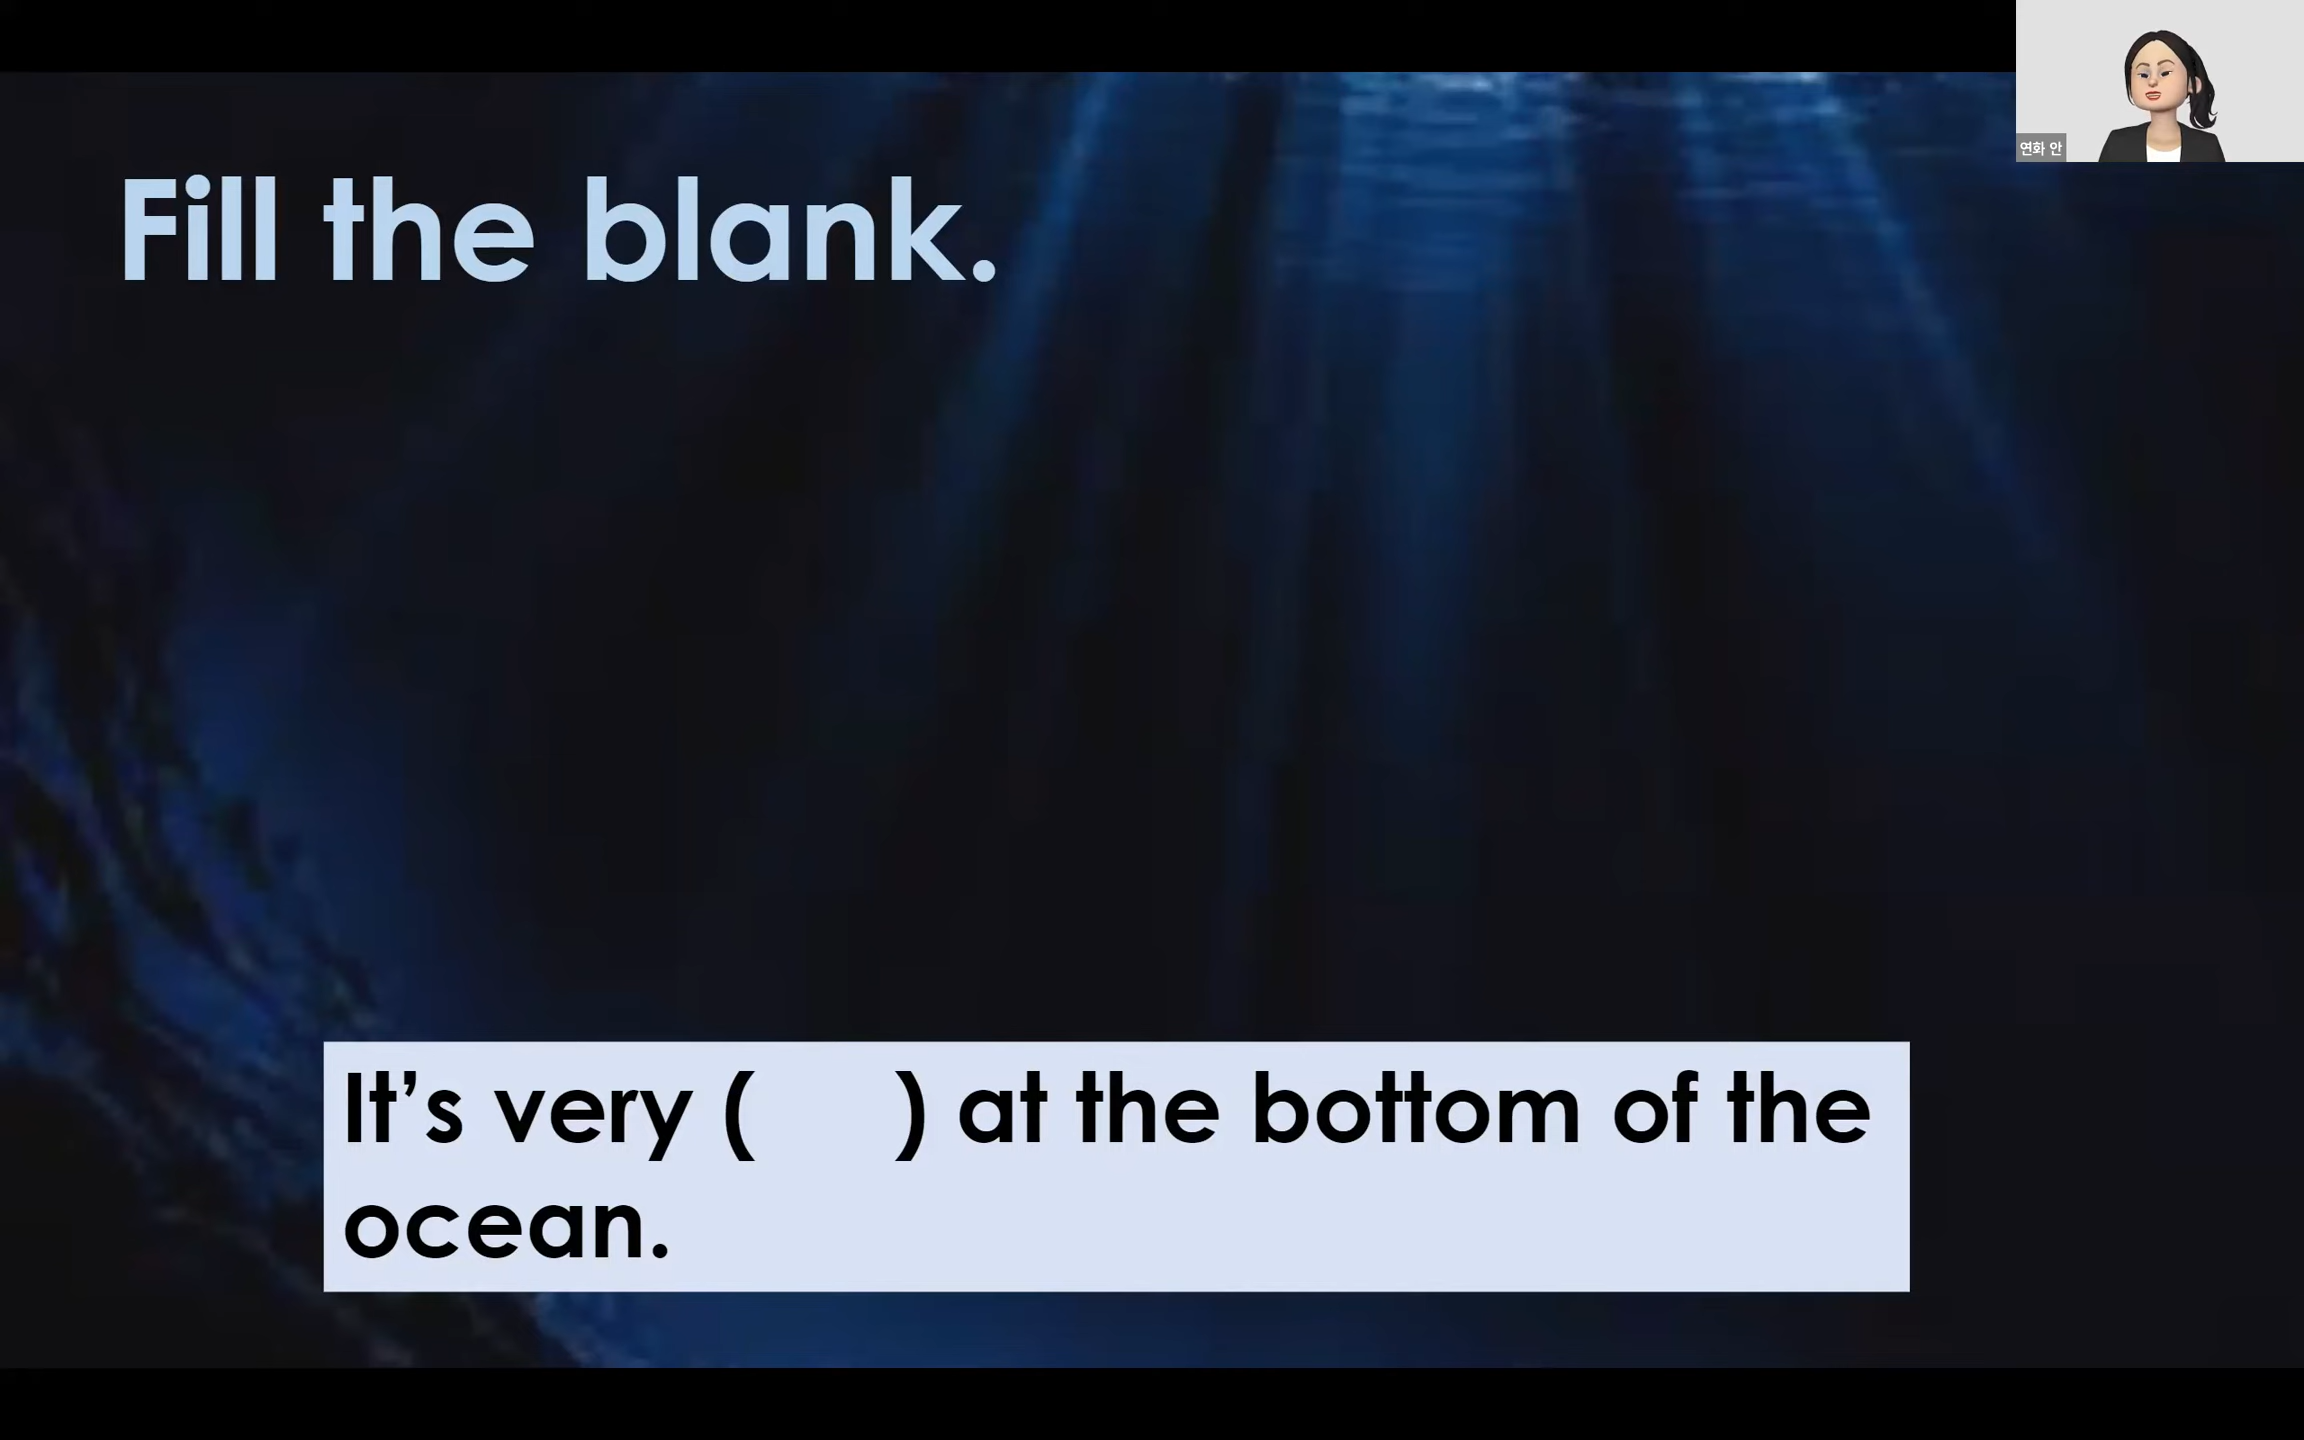 연화 안
Fill the blank.
It’s very ( ) at the bottom of the
ocean.